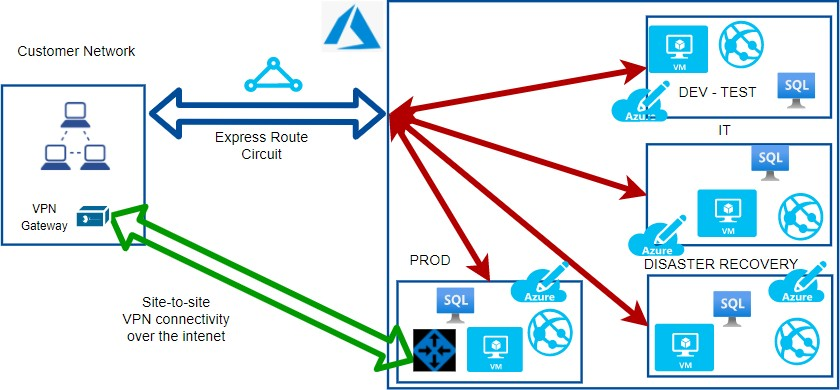 Customer Network
Express Route
Circuit
VPN
Gateway
Site-to-site
VPN connectivity
over the intenet
VM
DEV - TEST
SQL
Azure
IT
SQL
VM
Azure
PROD
SQL
Azure
VM
DISASTER RECOVERY
SQL
Azure
VM